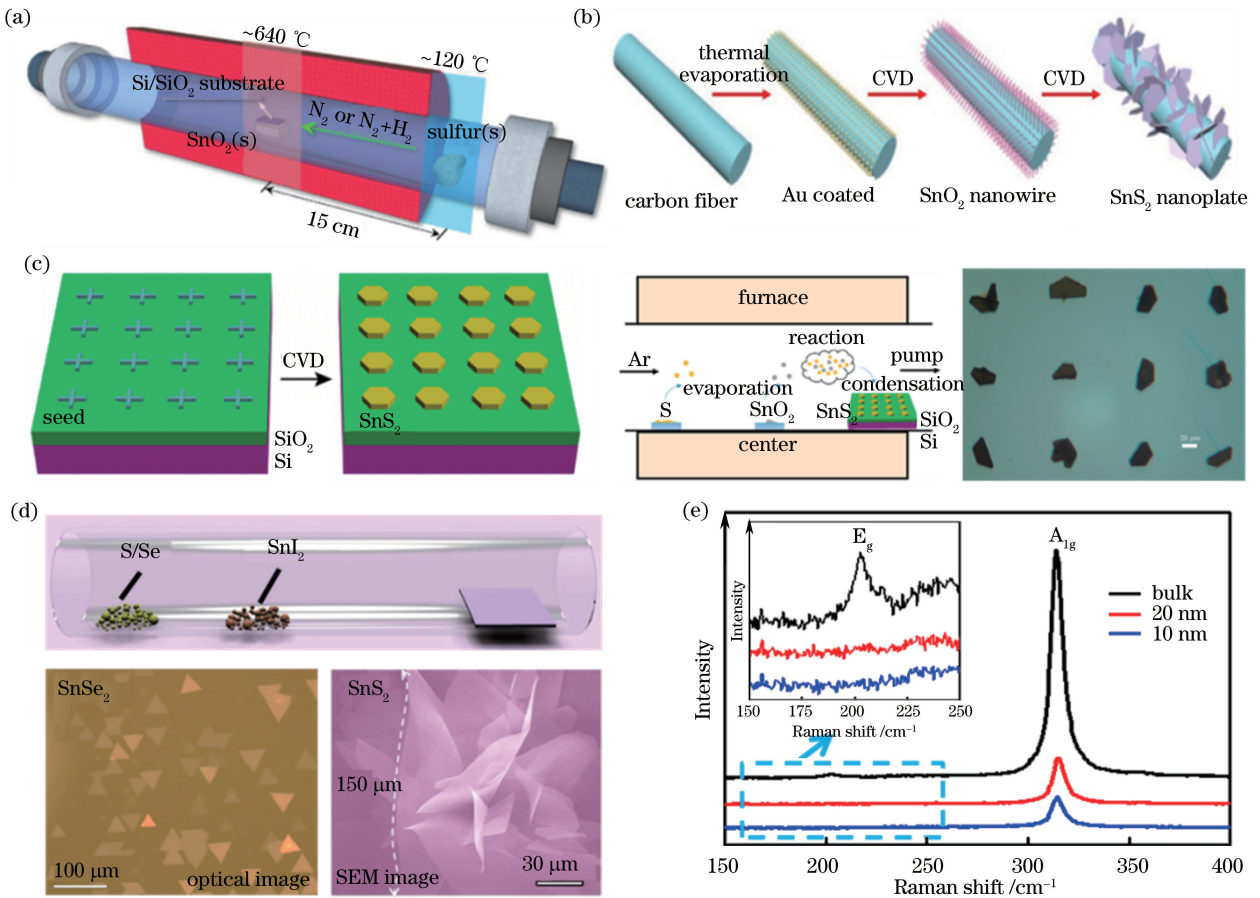 (a)
~640 ℃
~120 ℃
Si/SiO₂ substrate
N₂ or N₂+H₂
sulfur(s)
SnO₂(s)
15 cm
(b)
thermal
evaporation
CVD
CVD
carbon fiber
Au coated
SnO₂ nanowire
SnS₂ nanoplate
(c)
seed
CVD
SnS₂
SiO₂
Si
furnace
reaction
Ar
pump
evaporation
condensation
S
SnO₂
SnS₂
SiO₂
Si
center
20 μm
(d)
S/Se
SnI₂
SnSe₂
100 μm
optical image
SnS₂
150 μm
SEM image
30 μm
(e)
Intensity
Raman shift /cm⁻¹
150
200
250
300
350
400
A₁g
bulk
20 nm
10 nm
Eg
Intensity
150
175
200
225
250
Raman shift /cm⁻¹